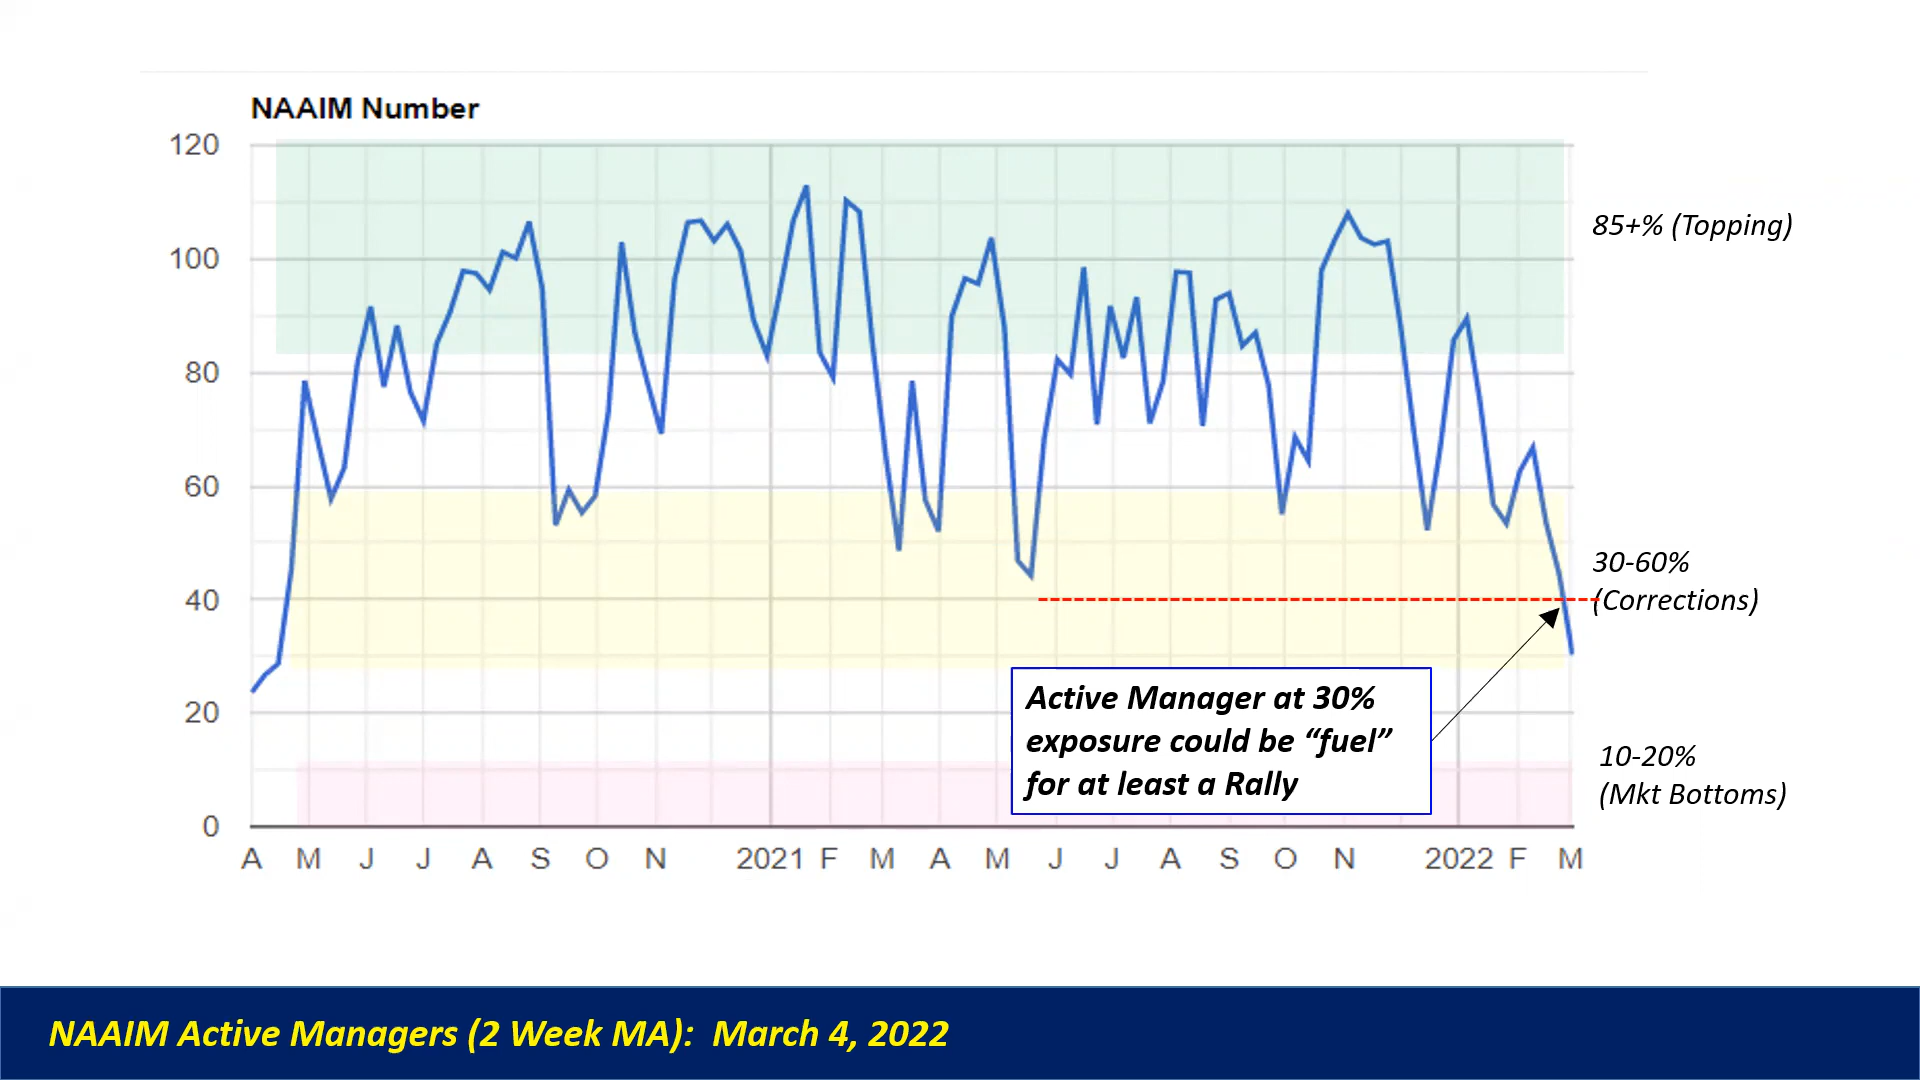 NAAIM Number
120
100
80
60
40
20
0
A M J J A S O N 2021 F M A M J J A S O N 2022 F M
85+% (Topping)
30-60%
(Corrections)
10-20%
(Mkt Bottoms)
Active Manager at 30%
exposure could be “fuel”
for at least a Rally
NAAIM Active Managers (2 Week MA): March 4, 2022